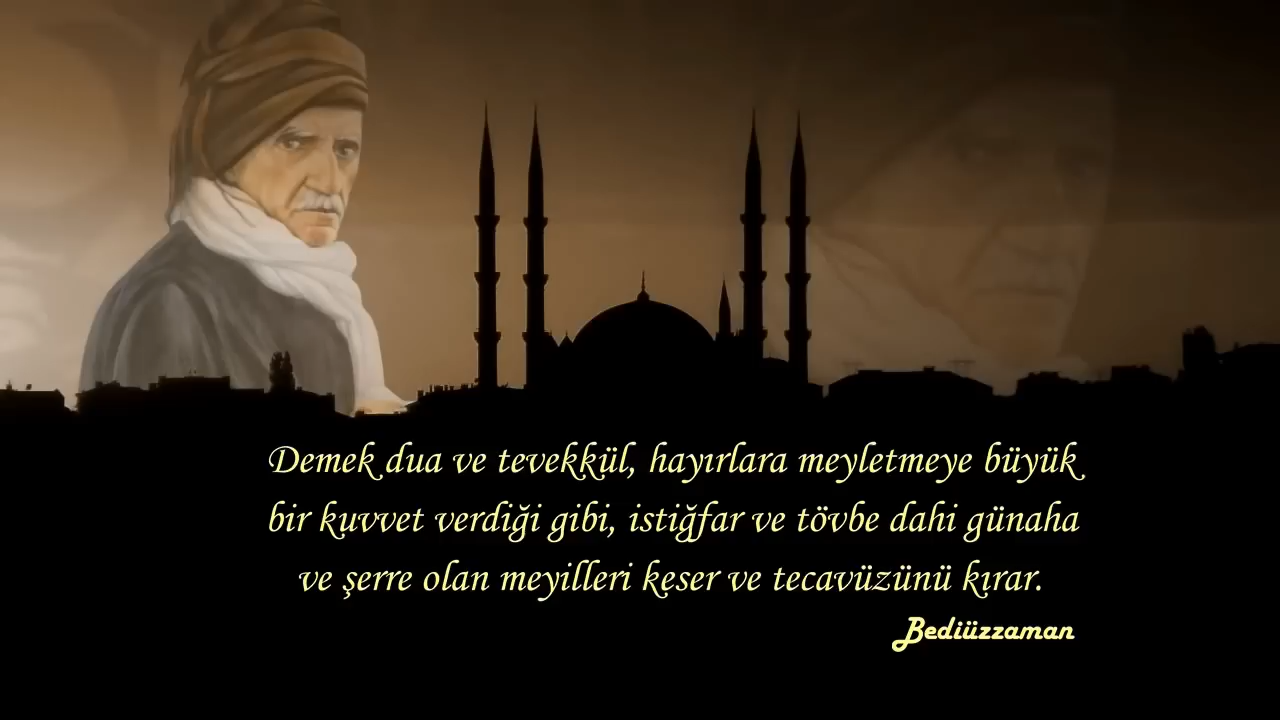 Demek dua ve tevekkül, hayırlara meyletmeye büyük
bir kuvvet verdiği gibi, istiğfar ve tövbe dahi günaha
ve şerre olan meyilleri keser ve tecavüzünü kırar.
Bediüzzaman